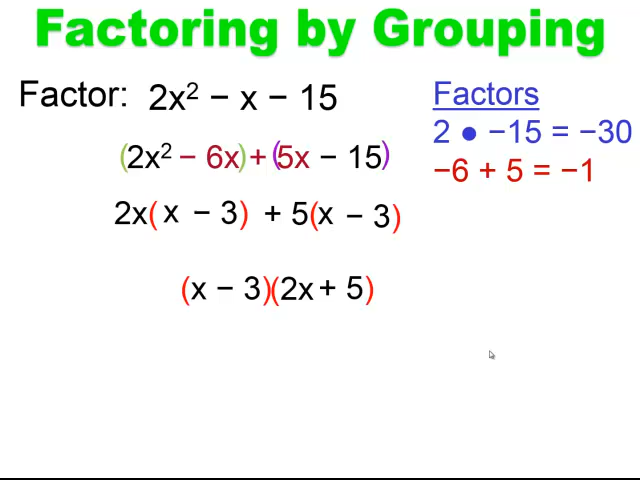 Factoring by Grouping
Factor: 2x² − x − 15
(2x² − 6x) + (5x − 15)
2x(x − 3) + 5(x − 3)
(x − 3)(2x + 5)
Factors
2 ● −15 = −30
−6 + 5 = −1